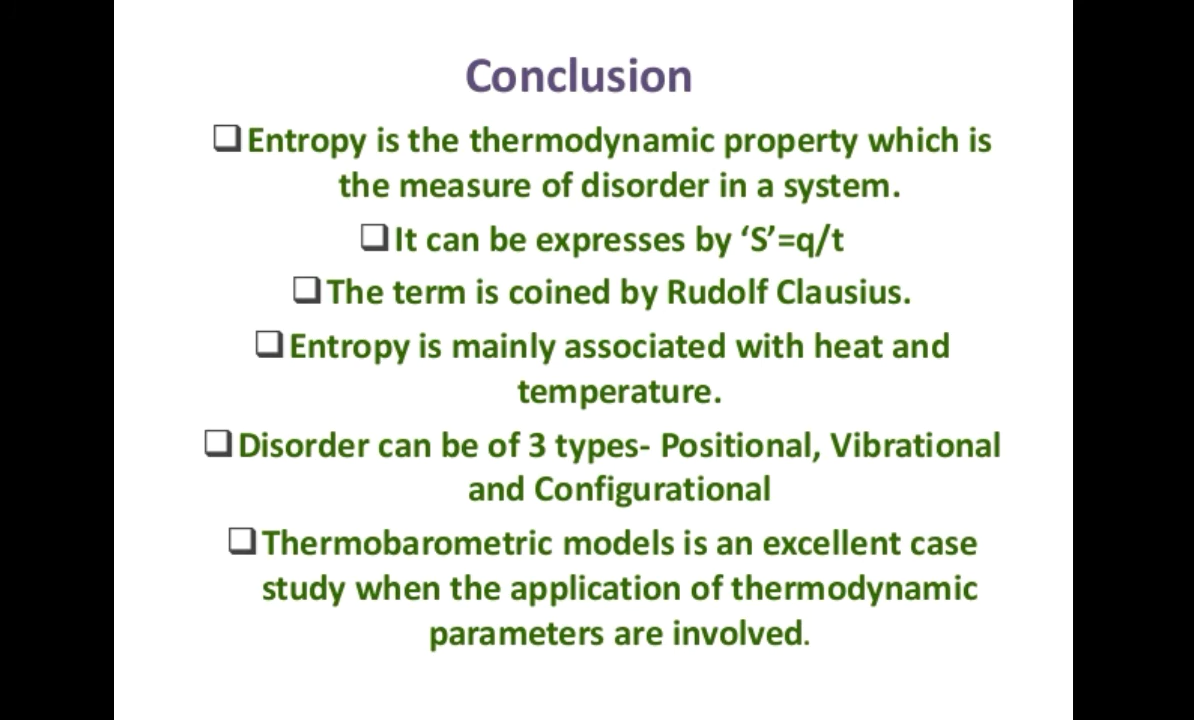 Conclusion
❑Entropy is the thermodynamic property which is
the measure of disorder in a system.
❑It can be expresses by ‘S’=q/t
❑The term is coined by Rudolf Clausius.
❑Entropy is mainly associated with heat and
temperature.
❑Disorder can be of 3 types- Positional, Vibrational
and Configurational
❑Thermobarometric models is an excellent case
study when the application of thermodynamic
parameters are involved.